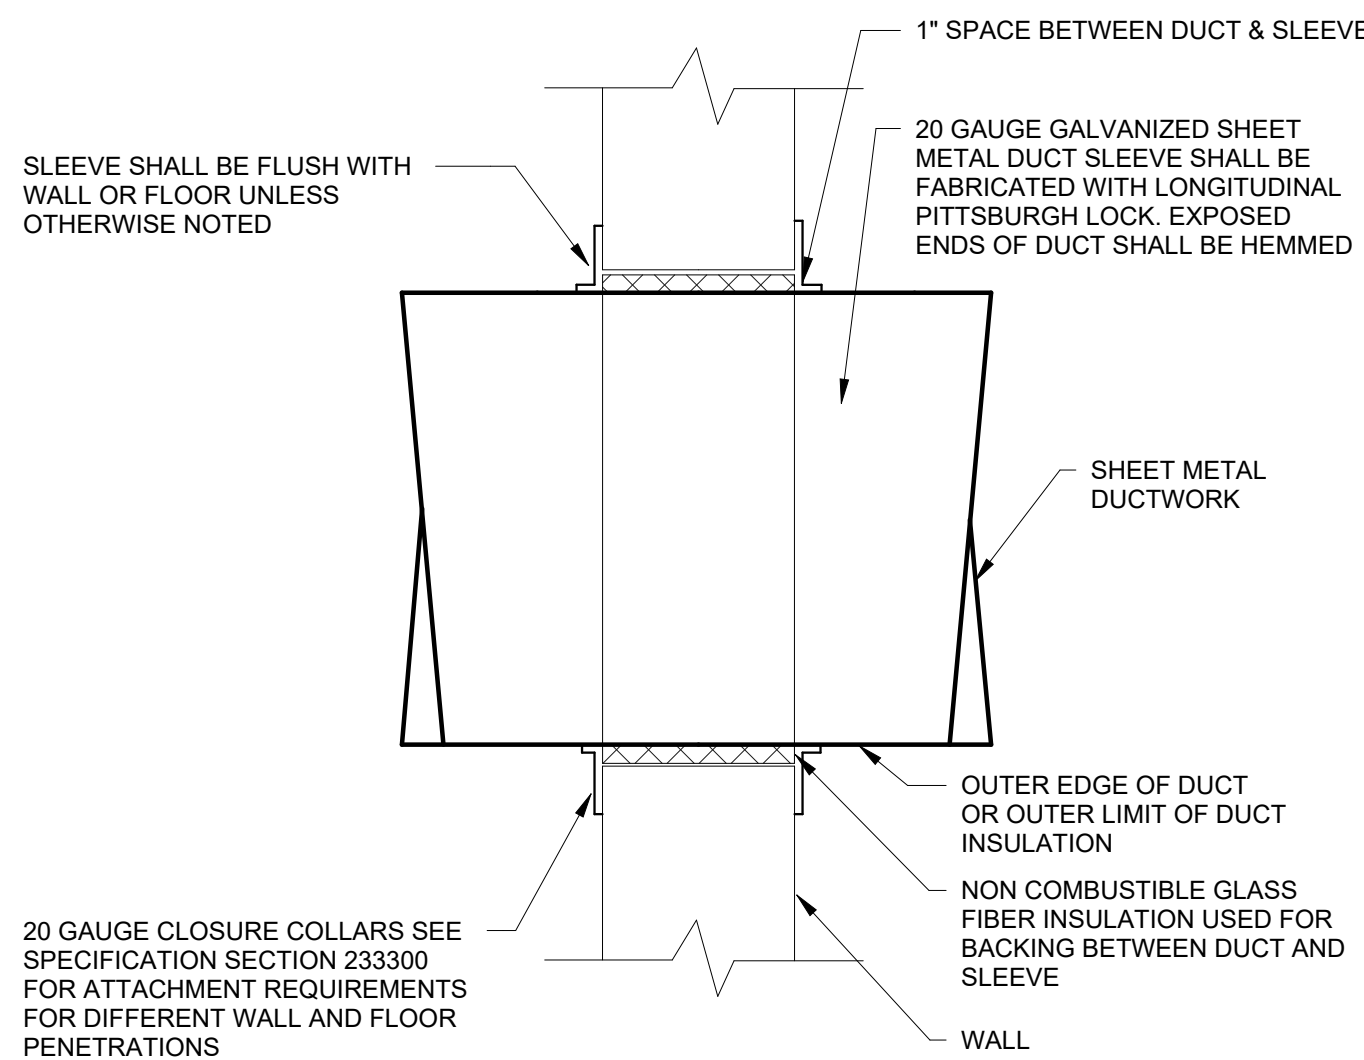 1" SPACE BETWEEN DUCT & SLEEVE
20 GAUGE GALVANIZED SHEET
METAL DUCT SLEEVE SHALL BE
FABRICATED WITH LONGITUDINAL
PITTSBURGH LOCK. EXPOSED
ENDS OF DUCT SHALL BE HEMMED
SLEEVE SHALL BE FLUSH WITH
WALL OR FLOOR UNLESS
OTHERWISE NOTED
SHEET METAL
DUCTWORK
OUTER EDGE OF DUCT
OR OUTER LIMIT OF DUCT
INSULATION
NON COMBUSTIBLE GLASS
FIBER INSULATION USED FOR
BACKING BETWEEN DUCT AND
SLEEVE
20 GAUGE CLOSURE COLLARS SEE
SPECIFICATION SECTION 233300
FOR ATTACHMENT REQUIREMENTS
FOR DIFFERENT WALL AND FLOOR
PENETRATIONS
WALL